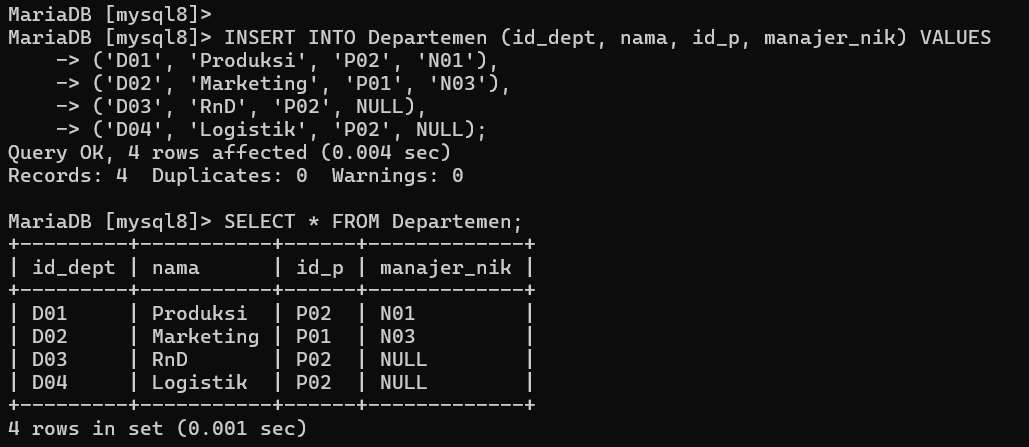 MariaDB [mysql8]>
MariaDB [mysql8]> INSERT INTO Departemen (id_dept, nama, id_p, manajer_nik) VALUES
    -> ('D01', 'Produksi', 'P02', 'N01'),
    -> ('D02', 'Marketing', 'P01', 'N03'),
    -> ('D03', 'RnD', 'P02', NULL),
    -> ('D04', 'Logistik', 'P02', NULL);
Query OK, 4 rows affected (0.004 sec)
Records: 4  Duplicates: 0  Warnings: 0

MariaDB [mysql8]> SELECT * FROM Departemen;
+---------+-----------+------+-------------+
| id_dept | nama      | id_p | manajer_nik |
+---------+-----------+------+-------------+
| D01     | Produksi  | P02  | N01         |
| D02     | Marketing | P01  | N03         |
| D03     | RnD       | P02  | NULL        |
| D04     | Logistik  | P02  | NULL        |
+---------+-----------+------+-------------+
4 rows in set (0.001 sec)